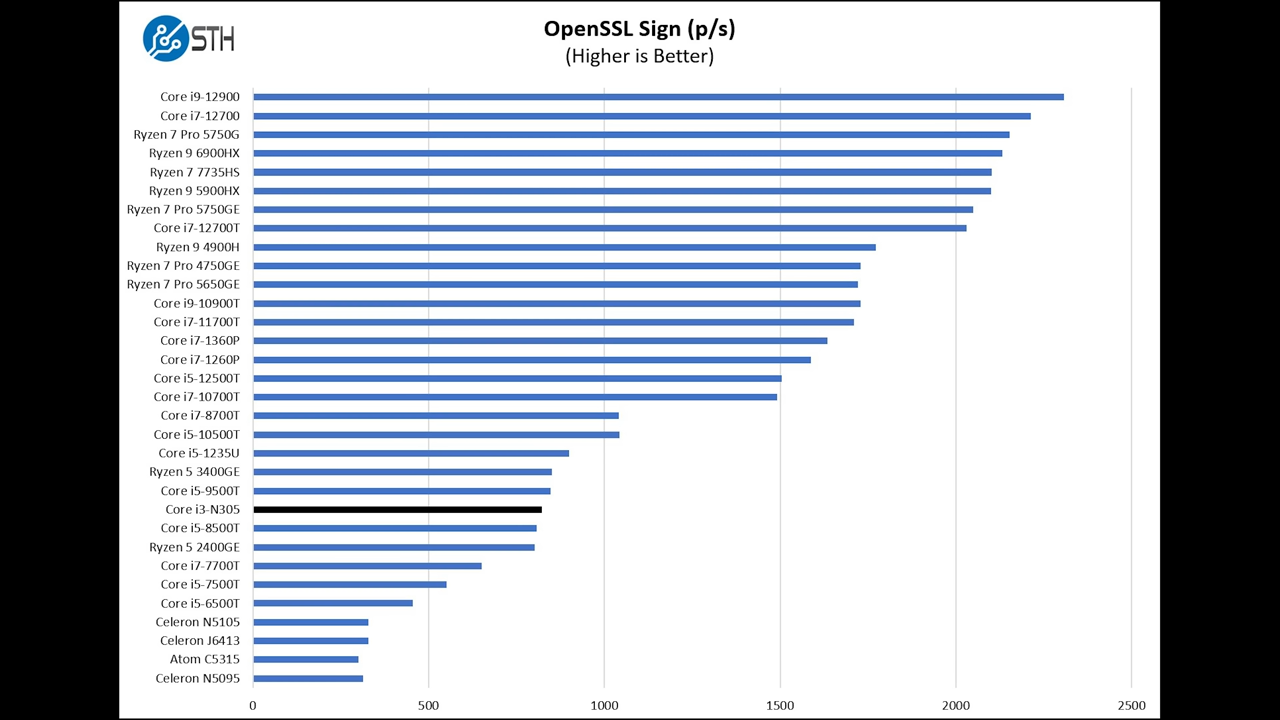 STH
OpenSSL Sign (p/s)
(Higher is Better)
Core i9-12900
Core i7-12700
Ryzen 7 Pro 5750G
Ryzen 9 6900HX
Ryzen 7 7735HS
Ryzen 9 5900HX
Ryzen 7 Pro 5750GE
Core i7-12700T
Ryzen 9 4900H
Ryzen 7 Pro 4750GE
Ryzen 7 Pro 5650GE
Core i9-10900T
Core i7-11700T
Core i7-1360P
Core i7-1260P
Core i5-12500T
Core i7-10700T
Core i7-8700T
Core i5-10500T
Core i5-1235U
Ryzen 5 3400GE
Core i5-9500T
Core i3-N305
Core i5-8500T
Ryzen 5 2400GE
Core i7-7700T
Core i5-7500T
Core i5-6500T
Celeron N5105
Celeron J6413
Atom C5315
Celeron N5095
0 500 1000 1500 2000 2500